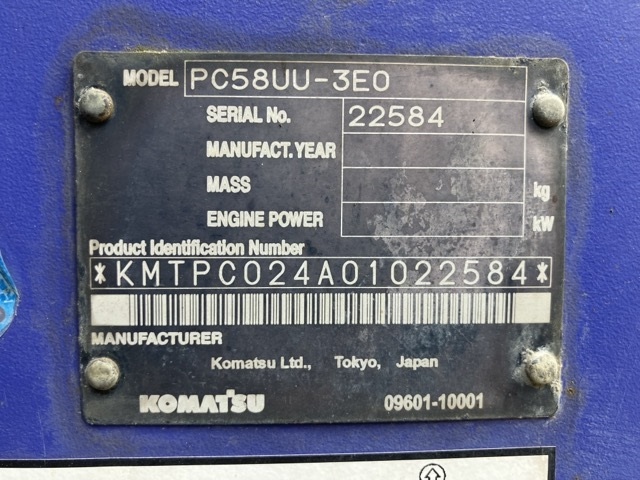 MODEL PC58UU-3E0
SERIAL No. 22584
MANUFACT. YEAR
MASS kg
ENGINE POWER kW
Product Identification Number
*KMTPC024A01022584*
MANUFACTURER
Komatsu Ltd., Tokyo, Japan
KOMATSU 09601-10001